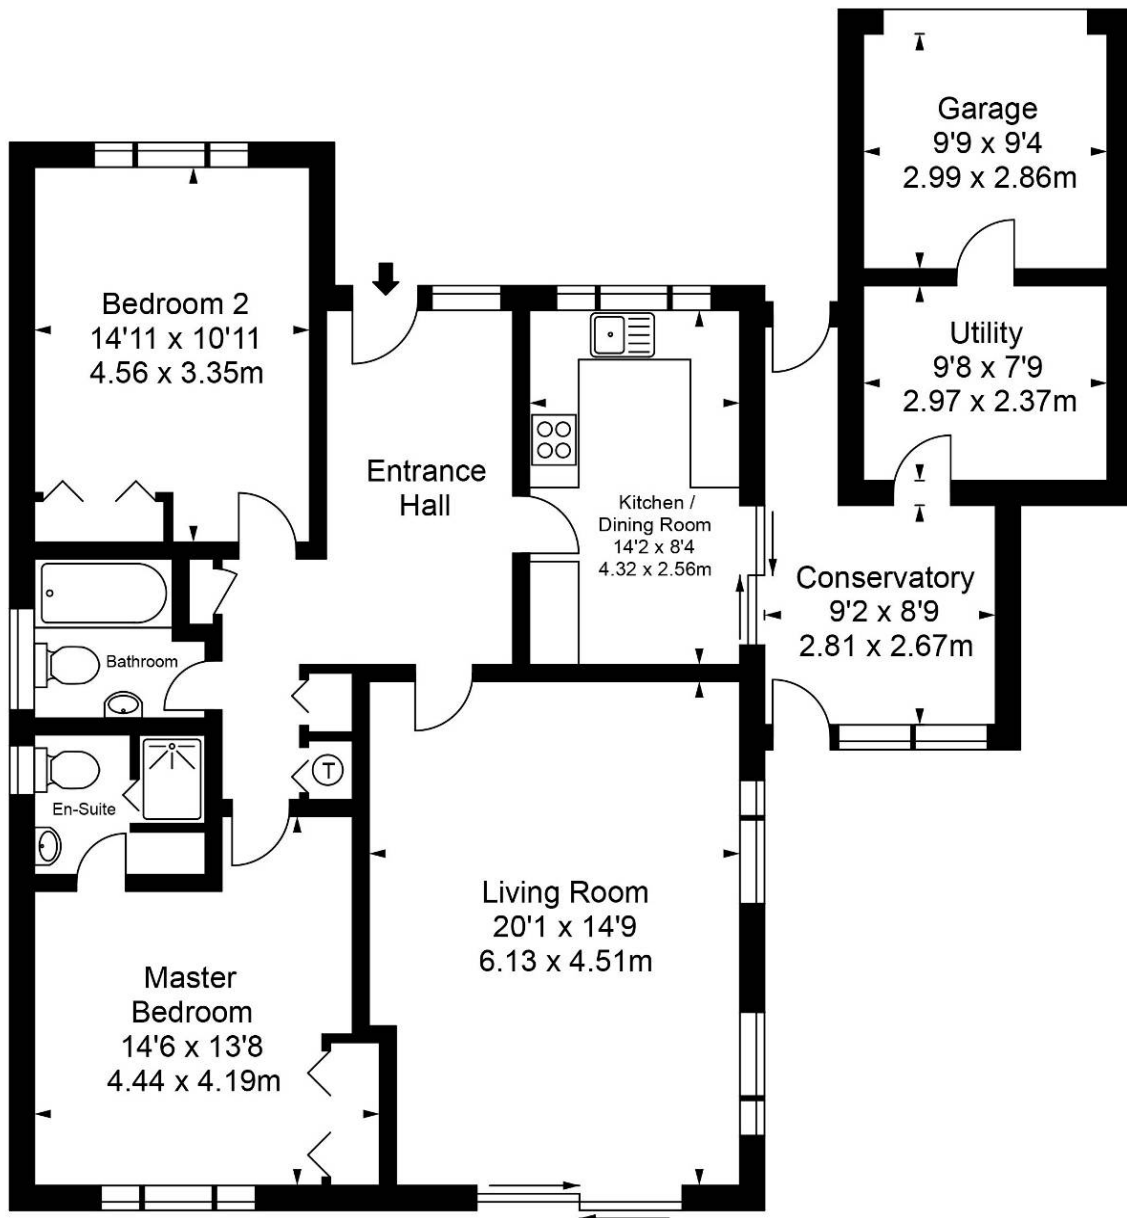 Garage
9'9 x 9'4
2.99 x 2.86m
Bedroom 2
14'11 x 10'11
4.56 x 3.35m
Utility
9'8 x 7'9
2.97 x 2.37m
Entrance
Hall
Kitchen /
Dining Room
14'2 x 8'4
4.32 x 2.56m
Conservatory
9'2 x 8'9
2.81 x 2.67m
Bathroom
T
En-Suite
Living Room
20'1 x 14'9
6.13 x 4.51m
Master
Bedroom
14'6 x 13'8
4.44 x 4.19m